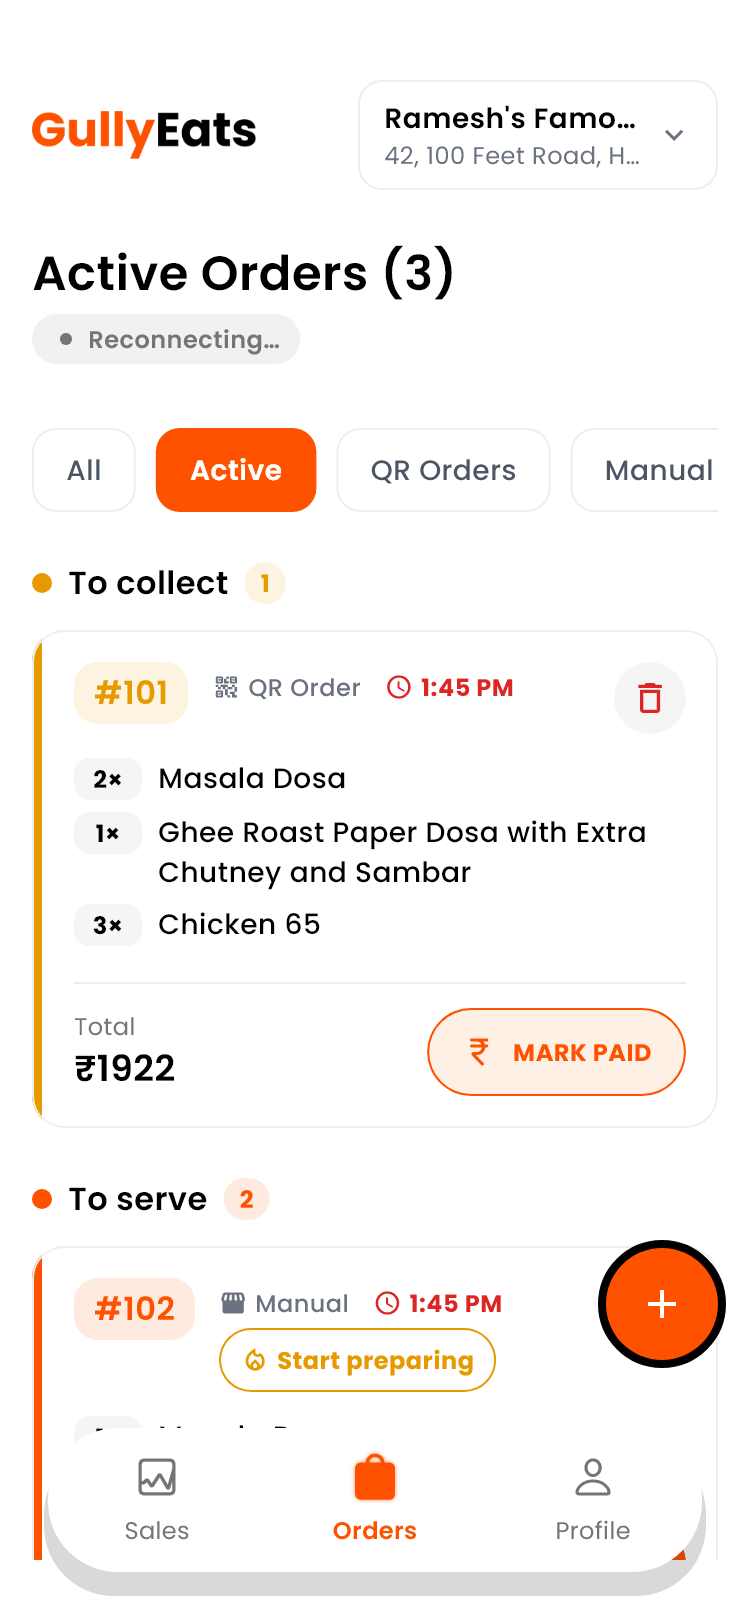 GullyEats
Ramesh's Famo...
42, 100 Feet Road, H...
Active Orders (3)
Reconnecting...
All
Active
QR Orders
Manual
To collect 1
#101 QR Order 1:45 PM
2× Masala Dosa
1× Ghee Roast Paper Dosa with Extra
Chutney and Sambar
3× Chicken 65
Total
₹1922
₹ MARK PAID
To serve 2
#102 Manual 1:45 PM
Start preparing
+
Sales
Orders
Profile